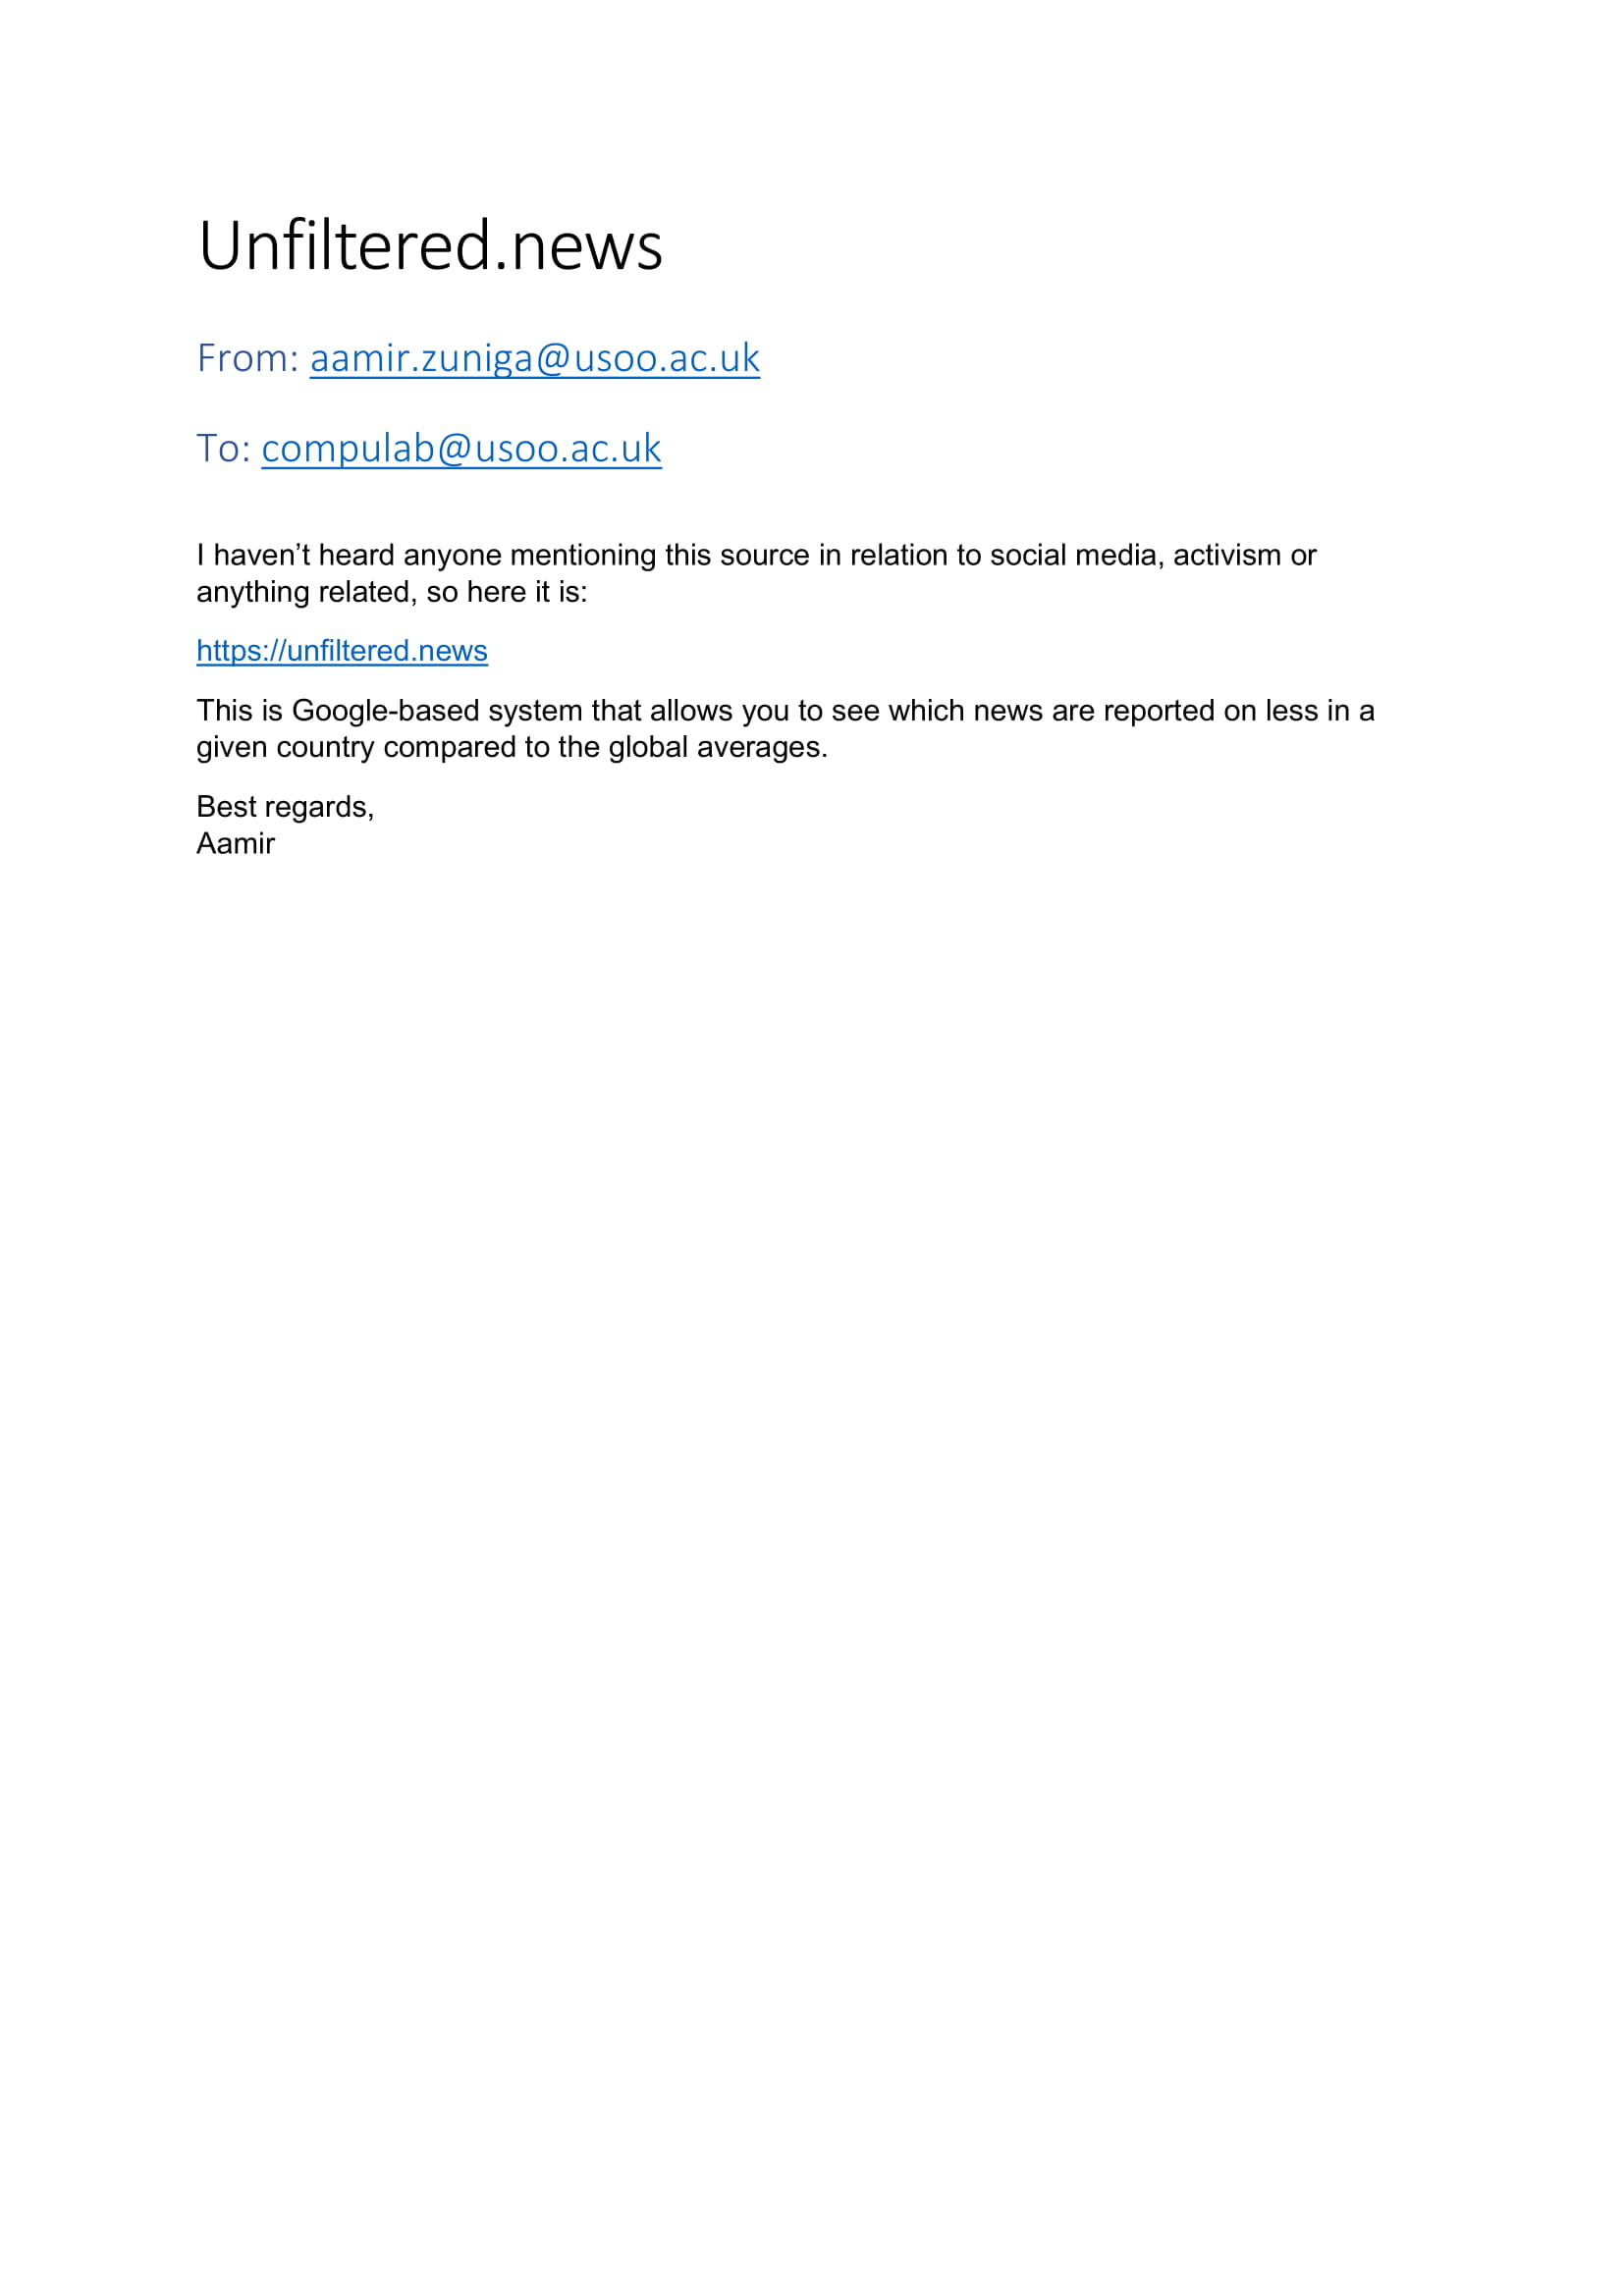 Unfiltered.news
From: aamir.zuniga@usoo.ac.uk
To: compulab@usoo.ac.uk
I haven’t heard anyone mentioning this source in relation to social media, activism or
anything related, so here it is:
https://unfiltered.news
This is Google-based system that allows you to see which news are reported on less in a
given country compared to the global averages.
Best regards,
Aamir